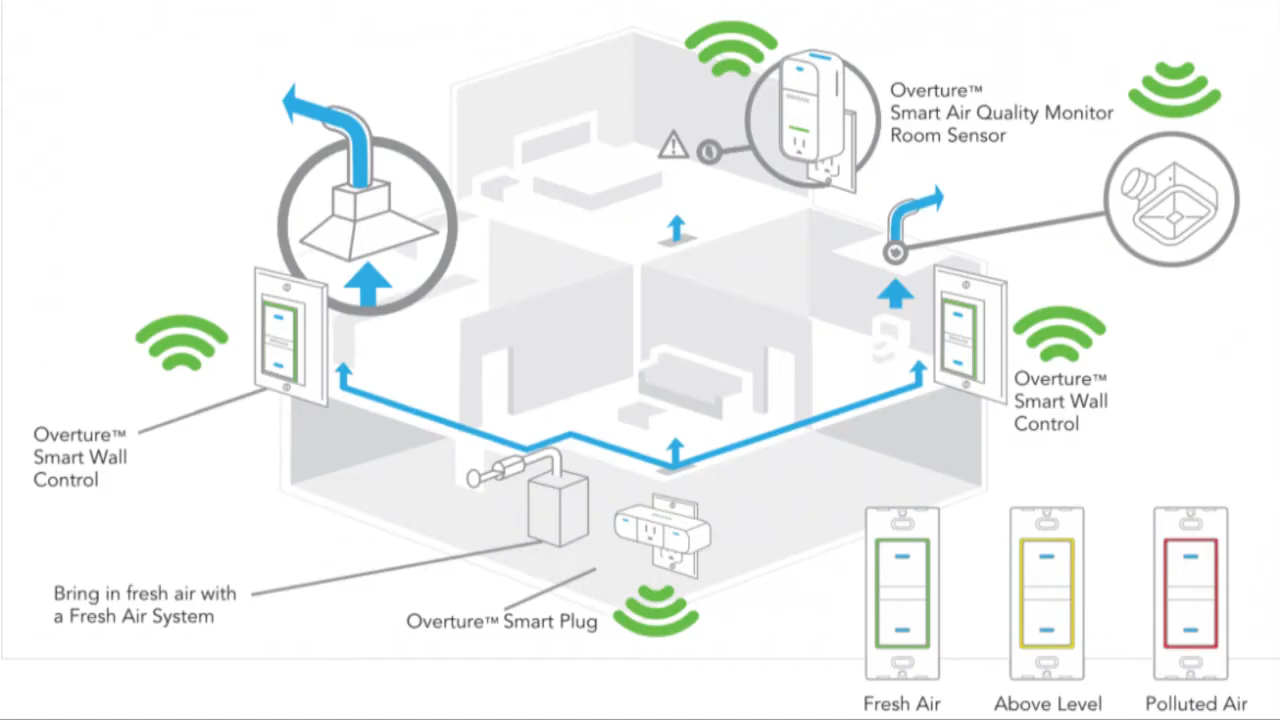 Overture™
Smart Air Quality Monitor
Room Sensor
Overture™
Smart Wall
Control
Overture™
Smart Wall
Control
Bring in fresh air with
a Fresh Air System
Overture™ Smart Plug
Fresh Air
Above Level
Polluted Air